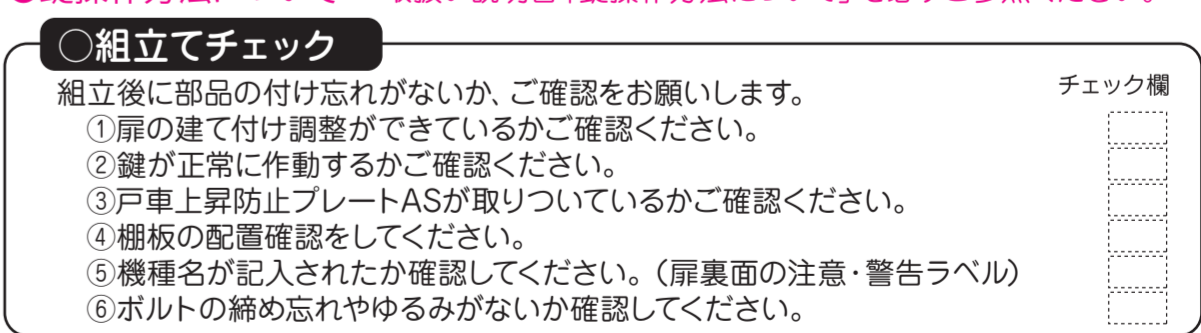 ○組立てチェック
組立後に部品の付け忘れがないか、ご確認をお願いします。
チェック欄
①扉の建て付け調整ができているかご確認ください。
②鍵が正常に作動するかご確認ください。
③戸車上昇防止プレートASが取りついているかご確認ください。
④棚板の配置確認をしてください。
⑤機種名が記入されたか確認してください。（扉裏面の注意・警告ラベル）
⑥ボルトの締め忘れやゆるみがないか確認してください。